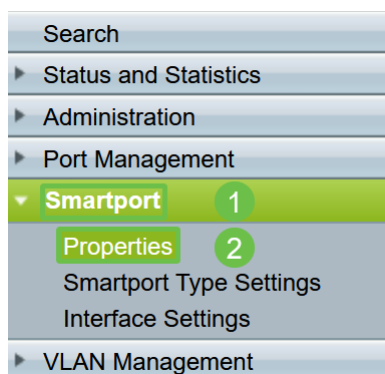 Search
Status and Statistics
Administration
Port Management
Smartport 1
Properties 2
Smartport Type Settings
Interface Settings
VLAN Management